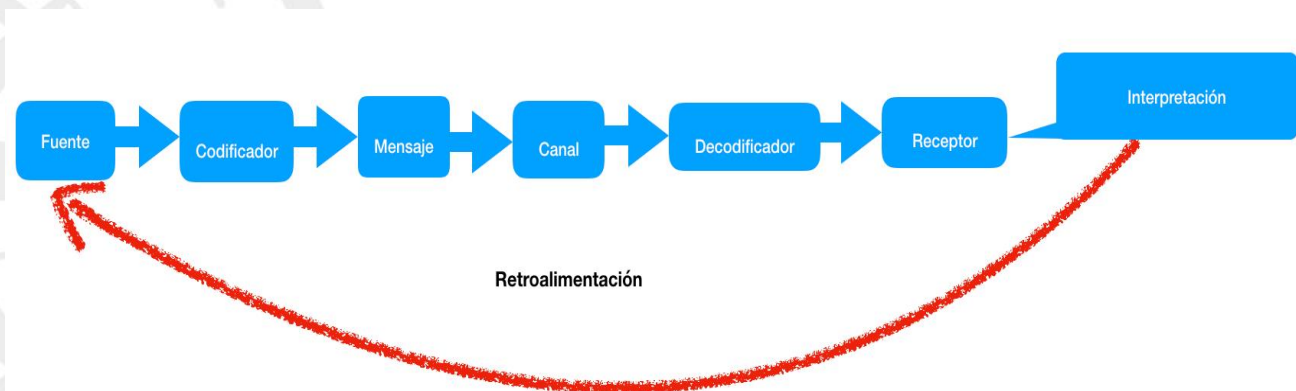 Fuente
Codificador
Mensaje
Canal
Decodificador
Receptor
Interpretación
Retroalimentación